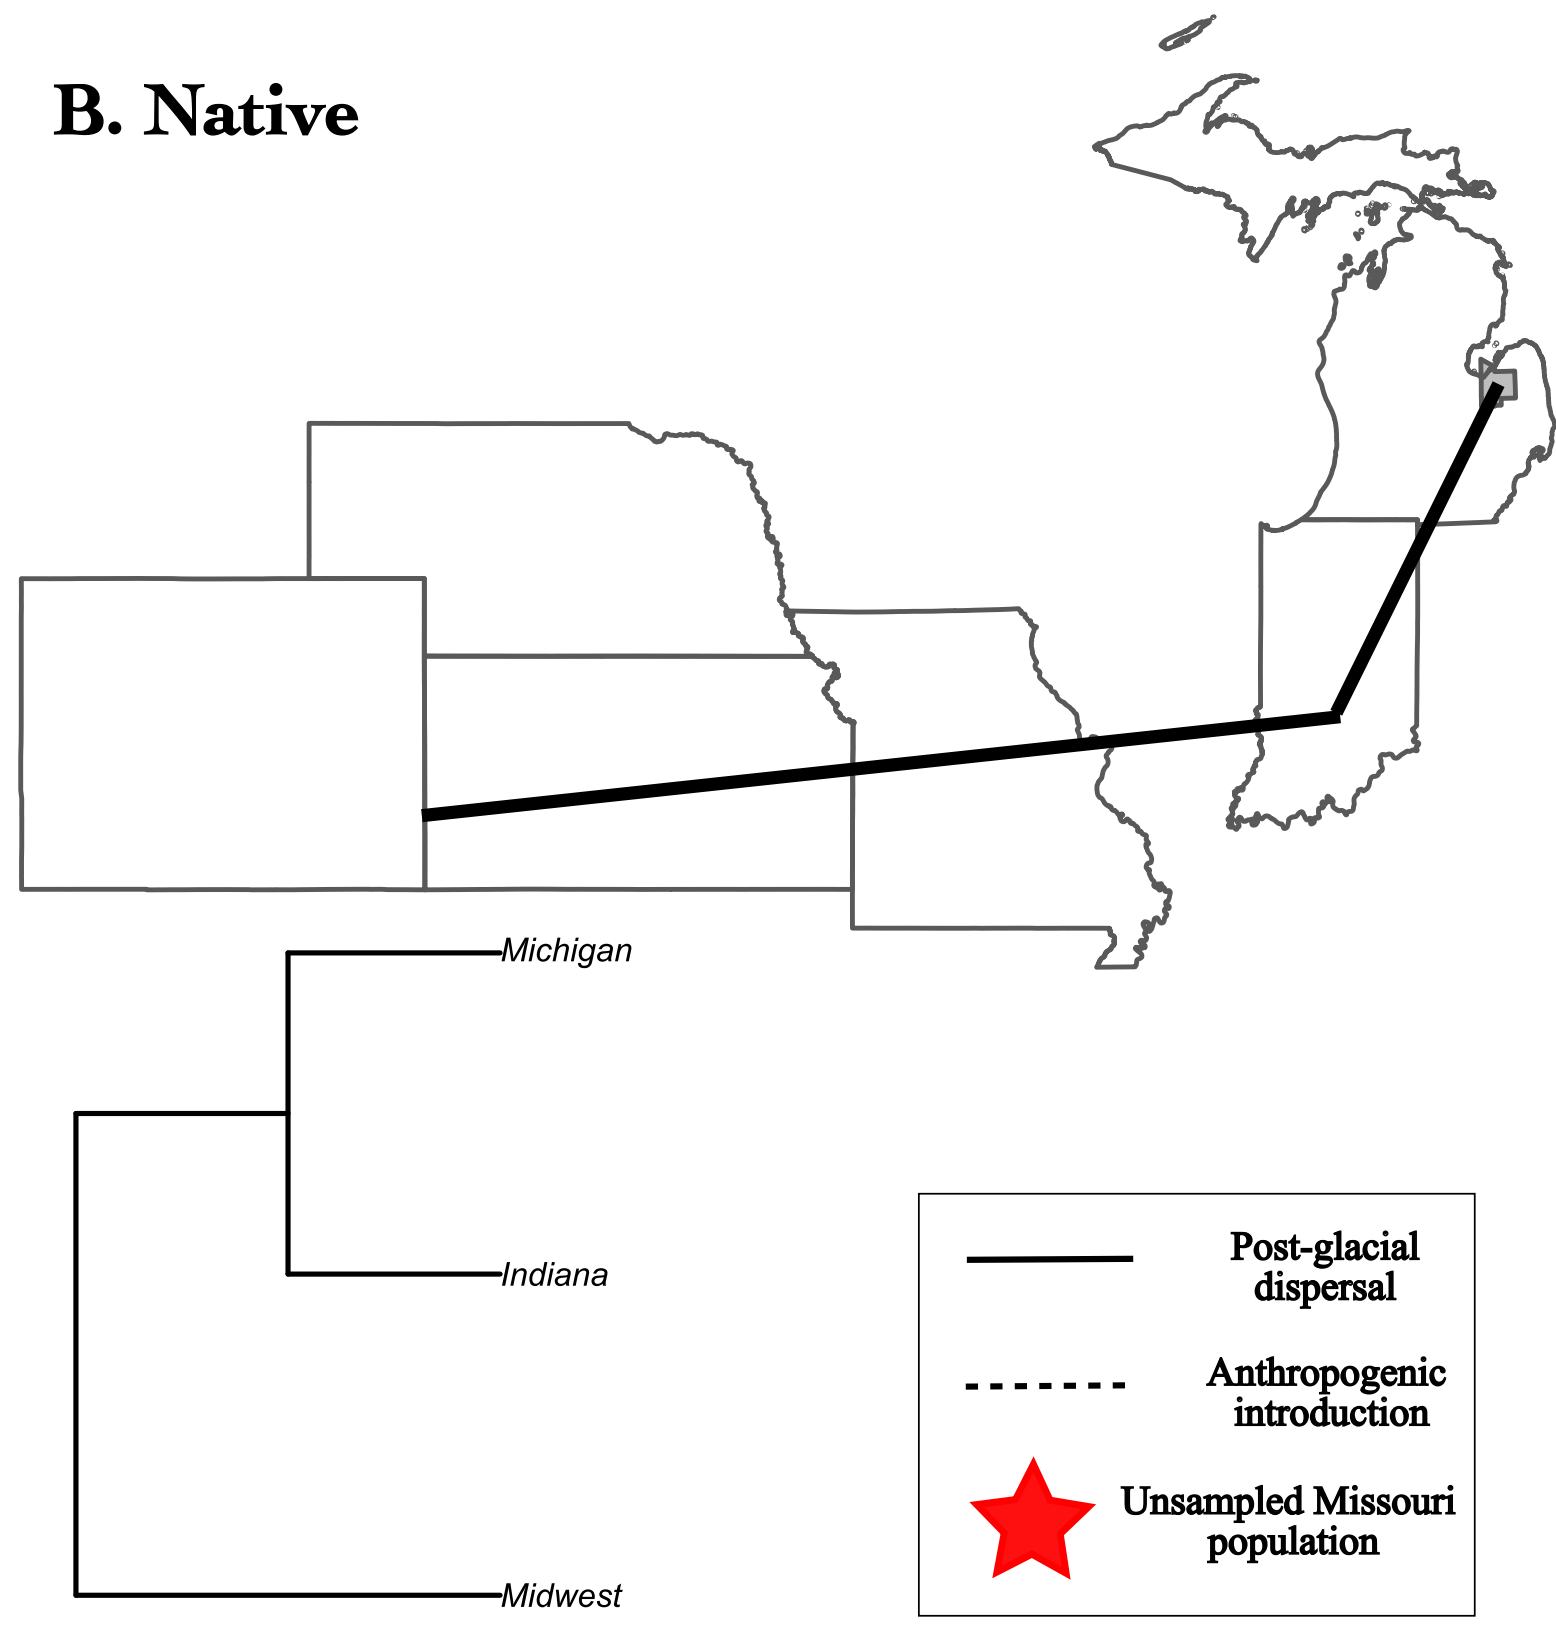 B. Native
Michigan
Indiana
Midwest
Post-glacial
dispersal
Anthropogenic
introduction
Unsampled Missouri
population